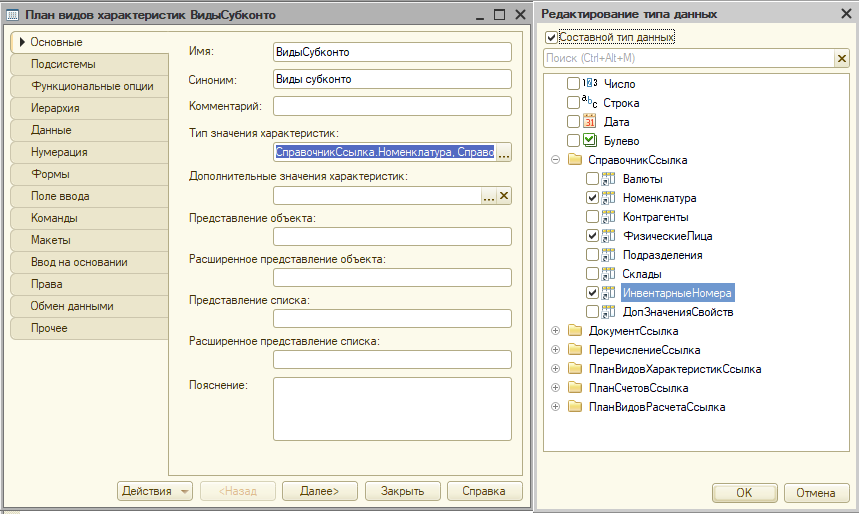 План видов характеристик ВидыСубконто
Основные
Подсистемы
Функциональные опции
Иерархия
Данные
Нумерация
Формы
Поле ввода
Команды
Макеты
Ввод на основании
Права
Обмен данными
Прочее
Имя:
ВидыСубконто
Синоним:
Виды субконто
Комментарий:
Тип значения характеристик:
СправочникСсылка.Номенклатура, Справо
...
Дополнительные значения характеристик:
...
Представление объекта:
Расширенное представление объекта:
Представление списка:
Расширенное представление списка:
Пояснение:
Действия
<Назад
Далее>
Закрыть
Справка
Редактирование типа данных
Составной тип данных
Поиск (Ctrl+Alt+M)
Число
Строка
Дата
Булево
СправочникСсылка
Валюты
Номенклатура
Контрагенты
ФизическиеЛица
Подразделения
Склады
ИнвентарныеНомера
ДопЗначенияСвойств
ДокументСсылка
ПеречислениеСсылка
ПланВидовХарактеристикСсылка
ПланСчетовСсылка
ПланВидовРасчетаСсылка
OK
Отмена